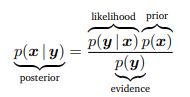 likelihood prior
p(x | y) = p(y | x) p(x) / p(y)
posterior
evidence